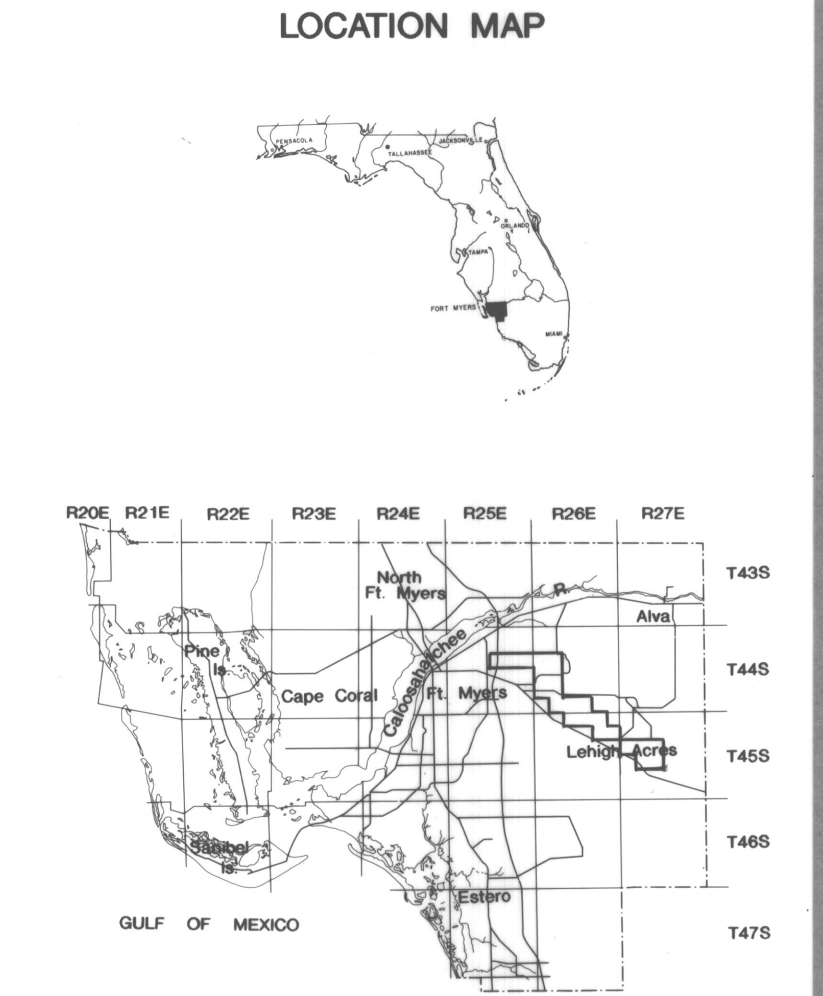 LOCATION MAP
PENSACOLA
TALLAHASSEE
JACKSONVILLE
ORLANDO
TAMPA
FORT MYERS
MIAMI
R20E R21E R22E R23E R24E R25E R26E R27E
T43S
North
Ft. Myers
R.
Alva
T44S
Pine
Is.
Cape Coral
Caloosahatchee
Ft. Myers
Lehigh Acres
T45S
T46S
Sanibel
Is.
Estero
GULF OF MEXICO
T47S